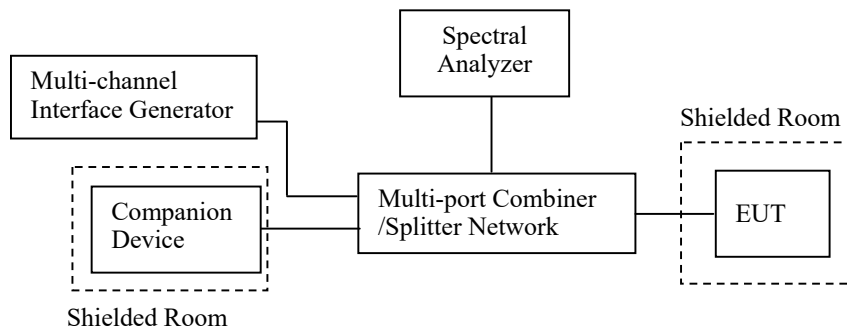 Spectral
Analyzer
Multi-channel
Interface Generator
Shielded Room
Multi-port Combiner
/Splitter Network
EUT
Companion
Device
Shielded Room